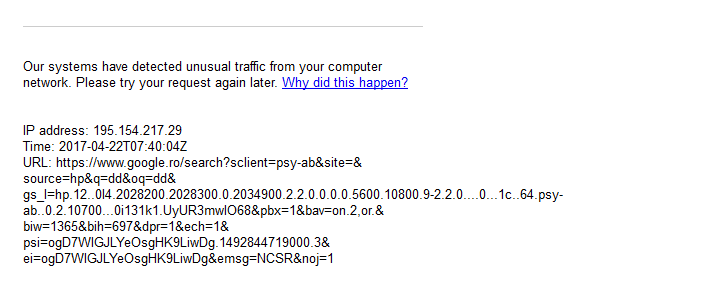 Our systems have detected unusual traffic from your computer
network. Please try your request again later. Why did this happen?
IP address: 195.154.217.29
Time: 2017-04-22T07:40:04Z
URL: https://www.google.ro/search?sclient=psy-ab&site=&
source=hp&q=dd&oq=dd&
gs_l=hp.12..0l4.2028200.2028300.0.2034900.2.2.0.0.0.0.5600.10800.9-2.2.0....0...1c..64.psy-
ab..0.2.10700...0i131k1.UyUR3mwlO68&pbx=1&bav=on.2,or.&
biw=1365&bih=697&dpr=1&ech=1&
psi=ogD7WIGJLYeOsgHK9LiwDg.1492844719000.3&
ei=ogD7WIGJLYeOsgHK9LiwDg&emsg=NCSR&noj=1